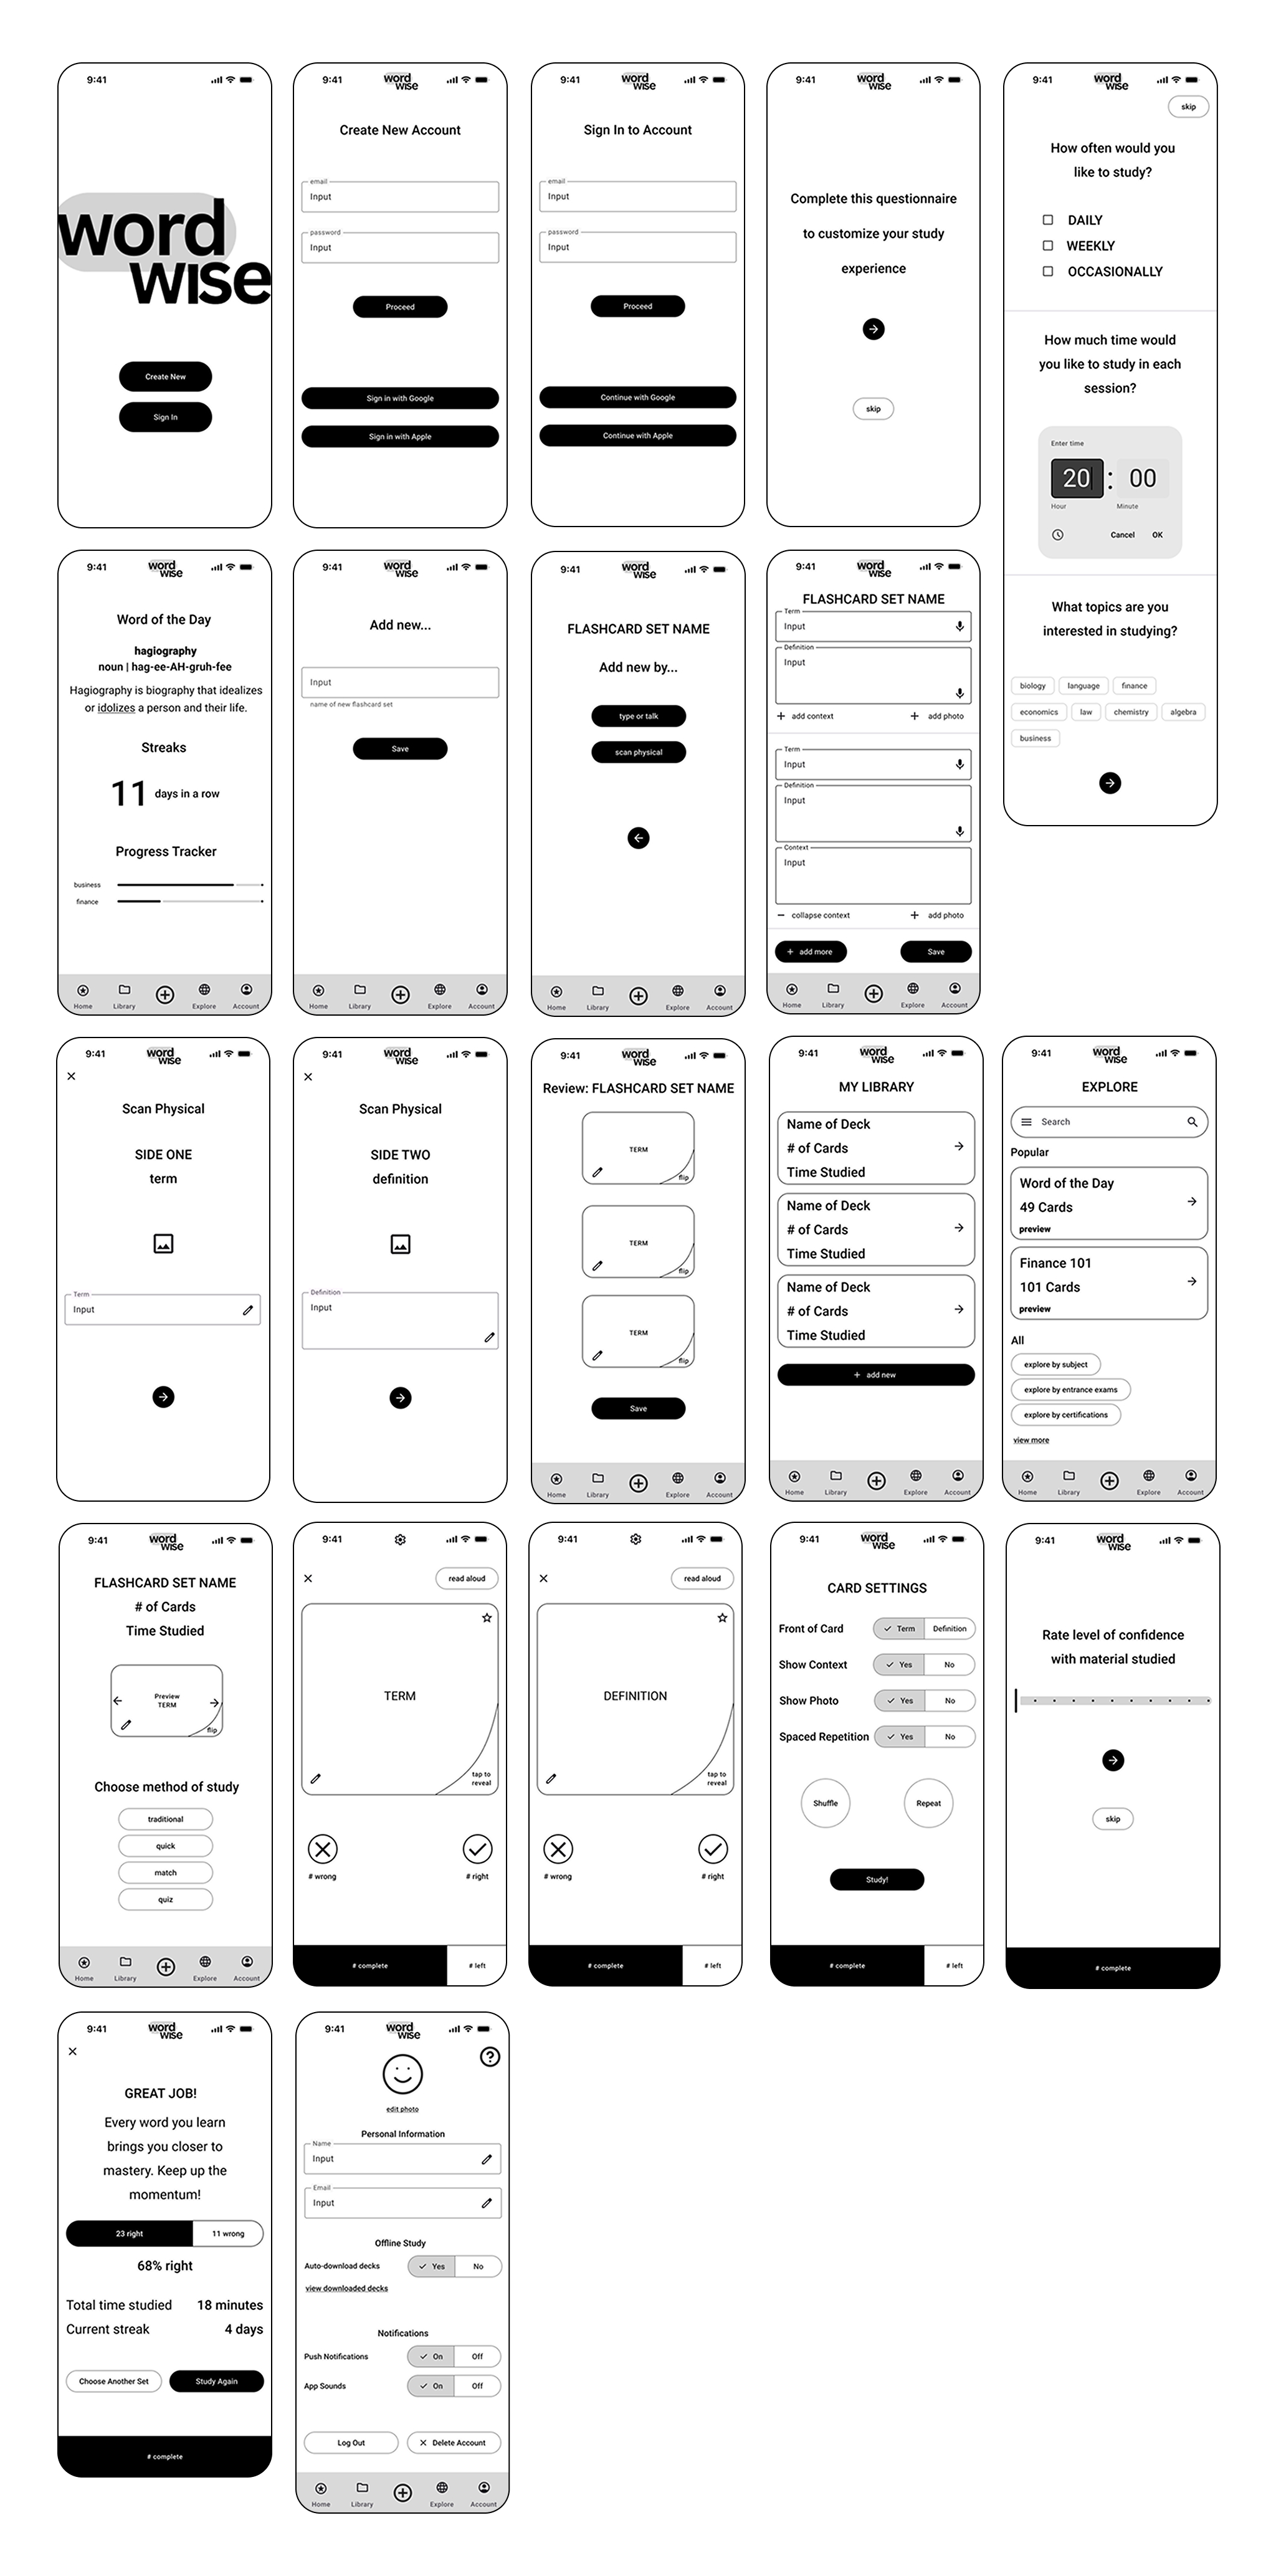 9:41
word
wise
Create New
Sign In
9:41
word
wise
Create New Account
email
Input
password
Input
Proceed
Sign in with Google
Sign in with Apple
9:41
word
wise
Sign In to Account
email
Input
password
Input
Proceed
Continue with Google
Continue with Apple
9:41
word
wise
Complete this questionnaire
to customize your study
experience
skip
9:41
word
wise
skip
How often would you
like to study?
DAILY
WEEKLY
OCCASIONALLY
How much time would
you like to study in each
session?
Enter time
20 : 00
Hour Minute
Cancel OK
What topics are you
interested in studying?
biology language finance
economics law chemistry algebra
business
9:41
word
wise
Word of the Day
hagiography
noun | hag-ee-AH-gruh-fee
Hagiography is biography that idealizes
or idolizes a person and their life.
Streaks
11 days in a row
Progress Tracker
business
finance
Home Library Explore Account
9:41
word
wise
Add new...
Input
name of new flashcard set
Save
Home Library Explore Account
9:41
word
wise
FLASHCARD SET NAME
Add new by...
type or talk
scan physical
Home Library Explore Account
9:41
word
wise
FLASHCARD SET NAME
Term
Input
Definition
Input
+ add context + add photo
Term
Input
Definition
Input
Context
Input
− collapse context + add photo
+ add more Save
Home Library Explore Account
9:41
word
wise
Scan Physical
SIDE ONE
term
Term
Input
9:41
word
wise
Scan Physical
SIDE TWO
definition
Definition
Input
9:41
word
wise
Review: FLASHCARD SET NAME
TERM
flip
TERM
flip
TERM
flip
Save
Home Library Explore Account
9:41
word
wise
MY LIBRARY
Name of Deck
# of Cards
Time Studied
Name of Deck
# of Cards
Time Studied
Name of Deck
# of Cards
Time Studied
+ add new
Home Library Explore Account
9:41
word
wise
EXPLORE
Search
Popular
Word of the Day
49 Cards
preview
Finance 101
101 Cards
preview
All
explore by subject
explore by entrance exams
explore by certifications
view more
Home Library Explore Account
9:41
word
wise
FLASHCARD SET NAME
# of Cards
Time Studied
Preview
TERM
flip
Choose method of study
traditional
quick
match
quiz
Home Library Explore Account
9:41
read aloud
TERM
tap to
reveal
# wrong # right
# complete # left
9:41
read aloud
DEFINITION
tap to
reveal
# wrong # right
# complete # left
9:41
word
wise
CARD SETTINGS
Front of Card Term Definition
Show Context Yes No
Show Photo Yes No
Spaced Repetition Yes No
Shuffle Repeat
Study!
# complete # left
9:41
word
wise
Rate level of confidence
with material studied
skip
# complete
9:41
word
wise
GREAT JOB!
Every word you learn
brings you closer to
mastery. Keep up the
momentum!
23 right 11 wrong
68% right
Total time studied 18 minutes
Current streak 4 days
Choose Another Set Study Again
# complete
9:41
word
wise
?
edit photo
Personal Information
Name
Input
Email
Input
Offline Study
Auto-download decks Yes No
view downloaded decks
Notifications
Push Notifications On Off
App Sounds On Off
Log Out Delete Account
Home Library Explore Account